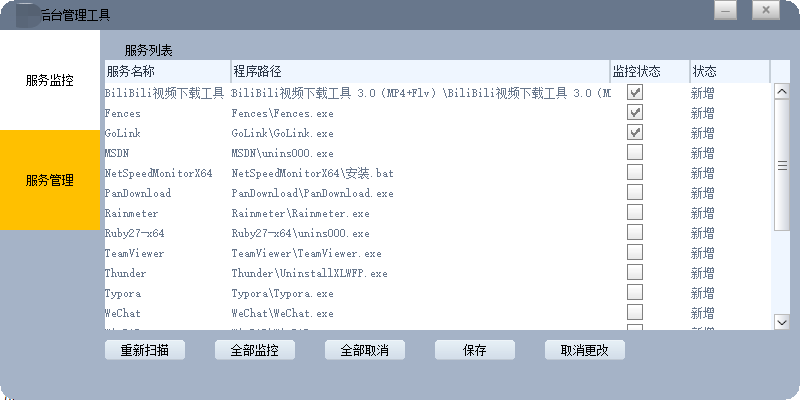 后台管理工具
服务监控
服务管理
服务列表
服务名称 程序路径 监控状态 状态
BiliBili视频下载工具 BiliBili视频下载工具 3.0（MP4+Flv）\BiliBili视频下载工具 3.0（M 新增
Fences Fences\Fences.exe 新增
GoLink GoLink\GoLink.exe 新增
MSDN MSDN\unins000.exe 新增
NetSpeedMonitorX64 NetSpeedMonitorX64\安装.bat 新增
PanDownload PanDownload\PanDownload.exe 新增
Rainmeter Rainmeter\Rainmeter.exe 新增
Ruby27-x64 Ruby27-x64\unins000.exe 新增
TeamViewer TeamViewer\TeamViewer.exe 新增
Thunder Thunder\UninstallXLWFP.exe 新增
Typora Typora\Typora.exe 新增
WeChat WeChat\WeChat.exe 新增
重新扫描 全部监控 全部取消 保存 取消更改